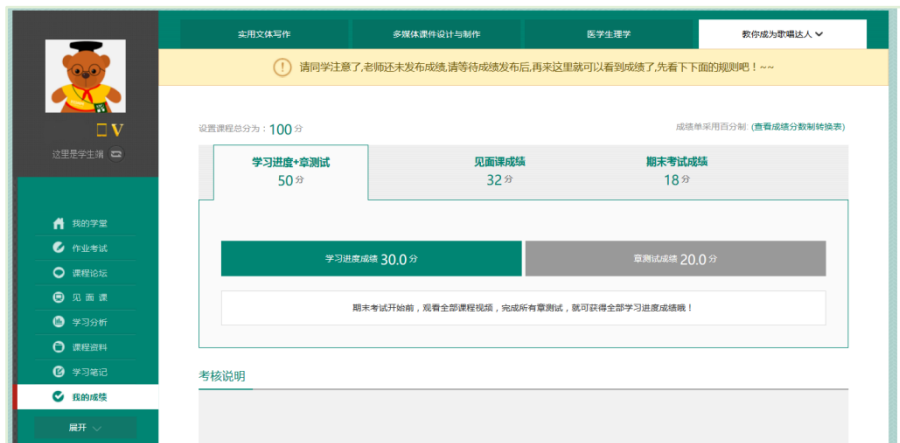 实用文体写作
多媒体课件设计与制作
医学生理学
教你成为歌唱达人
请同学注意了,老师还未发布成绩,请等待成绩发布后,再来这里就可以看到成绩了,先看下下面的规则吧！~~
V
这里是学生端
我的学堂
作业考试
课程论坛
见面课
学习分析
课程资料
学习笔记
我的成绩
展开
设置课程总分为：100 分
成绩单采用百分制 (查看成绩分数制转换表)
学习进度+章测试
50 分
见面课成绩
32 分
期末考试成绩
18 分
学习进度成绩 30.0 分
章测试成绩 20.0 分
期末考试开始前，观看全部课程视频，完成所有章测试，就可获得全部学习进度成绩哦！
考核说明